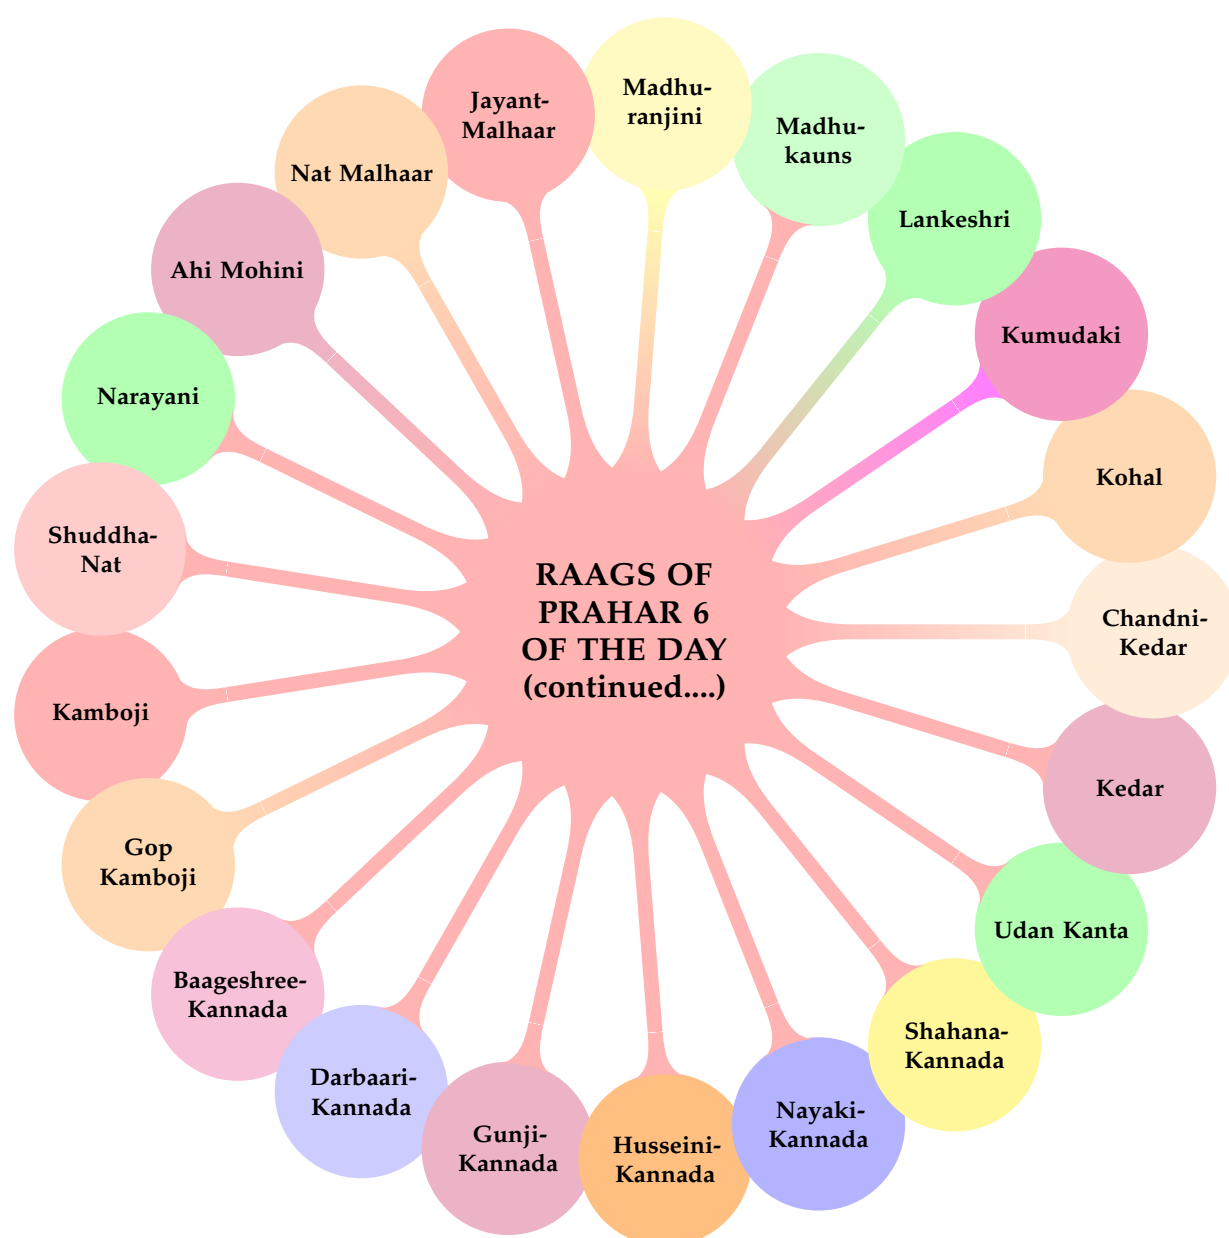 Madhu-
ranjini
Jayant-
Malhaar
Madhu-
kauns
Nat Malhaar
Lankeshri
Ahi Mohini
Kumudaki
Narayani
Kohal
Shuddha-
Nat
RAAGS OF
PRAHAR 6
OF THE DAY
(continued....)
Chandni-
Kedar
Kamboji
Kedar
Gop
Kamboji
Udan Kanta
Baageshree-
Kannada
Shahana-
Kannada
Darbaari-
Kannada
Nayaki-
Kannada
Gunji-
Kannada
Husseini-
Kannada